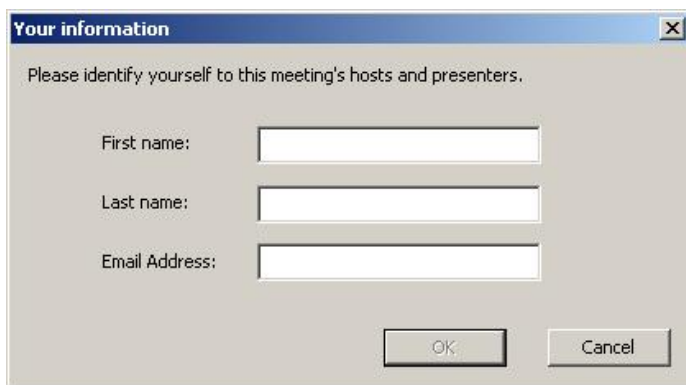 Your information
Please identify yourself to this meeting's hosts and presenters.
First name:
Last name:
Email Address:
OK Cancel